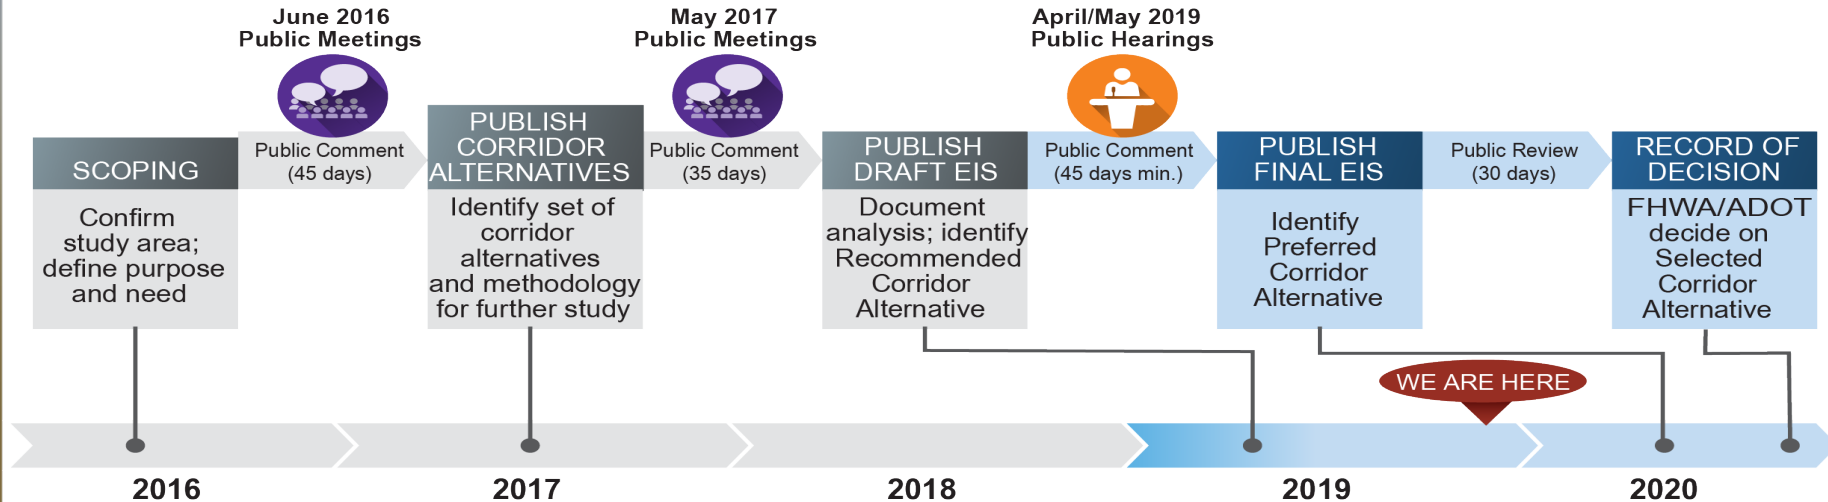 June 2016
Public Meetings
May 2017
Public Meetings
April/May 2019
Public Hearings
SCOPING
Public Comment
(45 days)
PUBLISH
CORRIDOR
ALTERNATIVES
Public Comment
(35 days)
PUBLISH
DRAFT EIS
Public Comment
(45 days min.)
PUBLISH
FINAL EIS
Public Review
(30 days)
RECORD OF
DECISION
Confirm
study area;
define purpose
and need
Identify set of
corridor
alternatives
and methodology
for further study
Document
analysis; identify
Recommended
Corridor
Alternative
Identify
Preferred
Corridor
Alternative
FHWA/ADOT
decide on
Selected
Corridor
Alternative
WE ARE HERE
2016
2017
2018
2019
2020